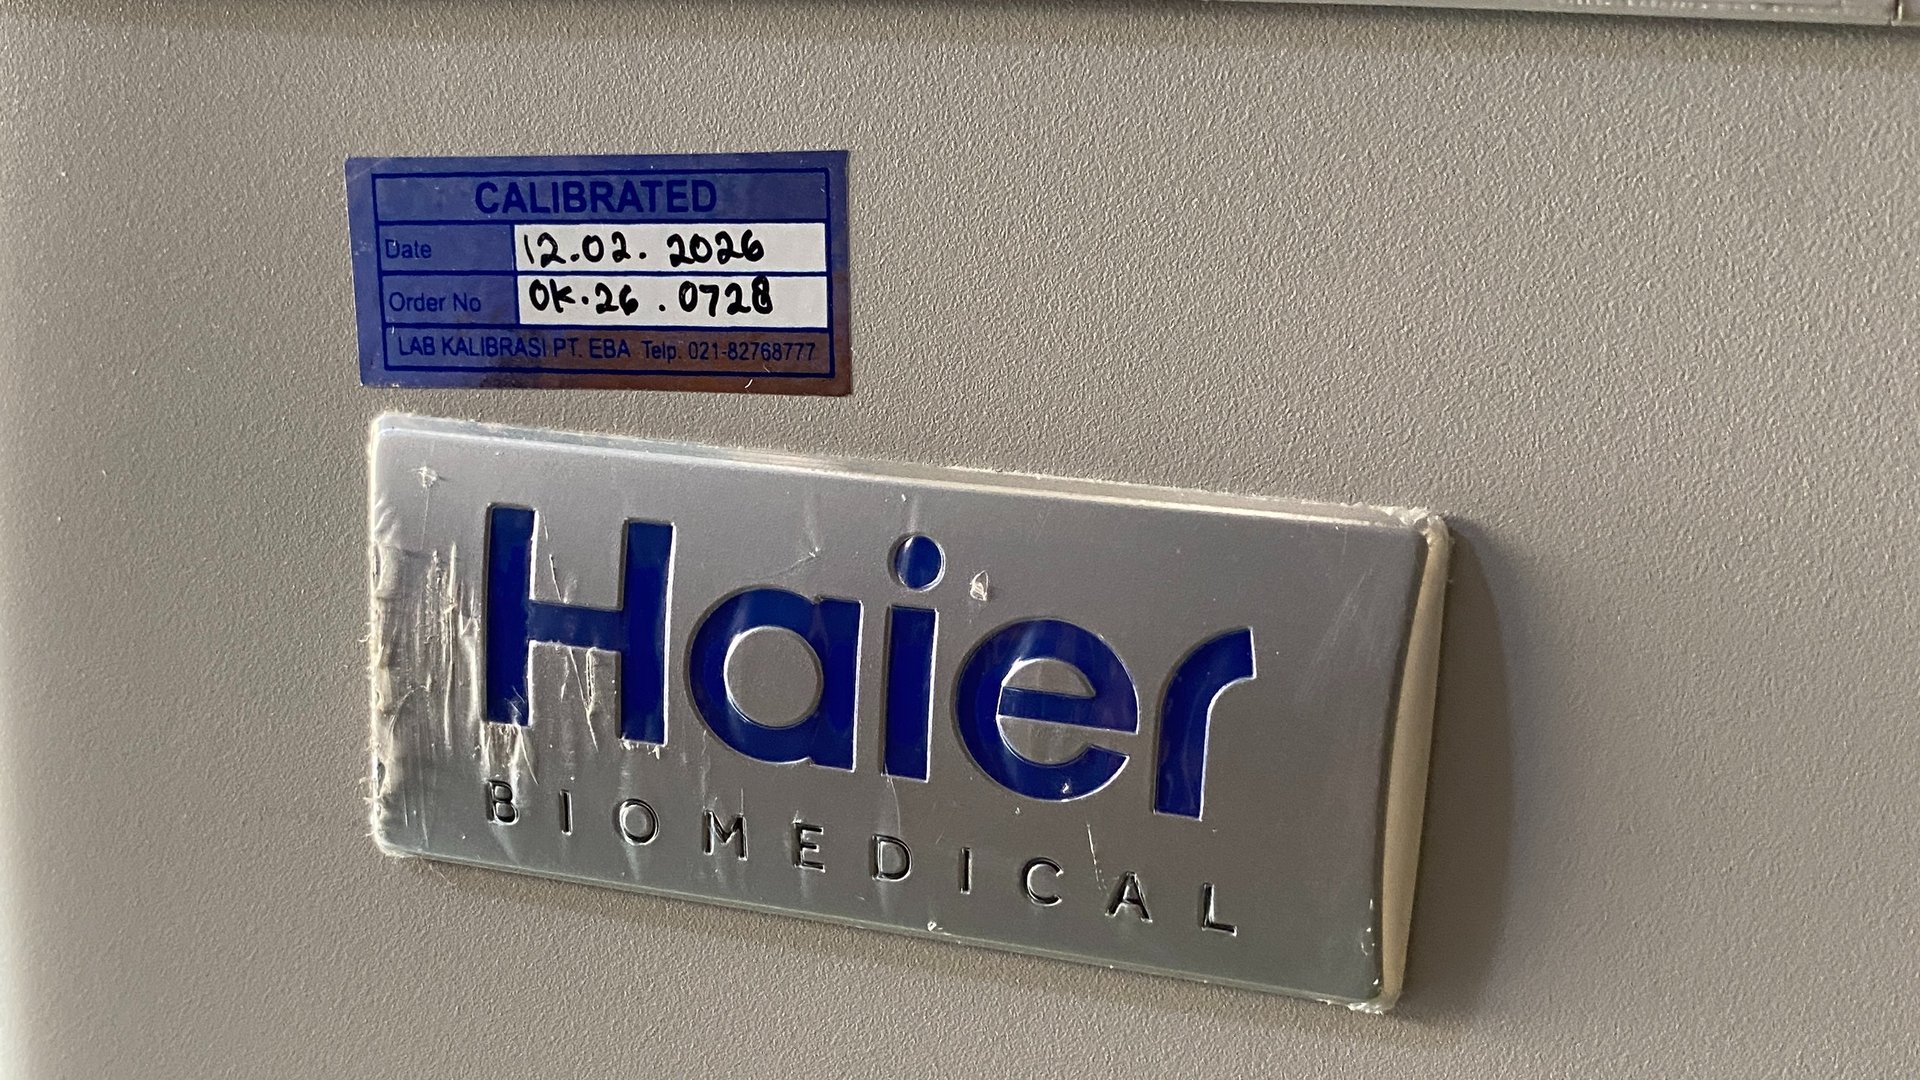 CALIBRATED
Date 12.02.2026
Order No OK.26.0728
LAB KALIBRASI PT. EBA Telp. 021-82768777
Haier
BIOMEDICAL